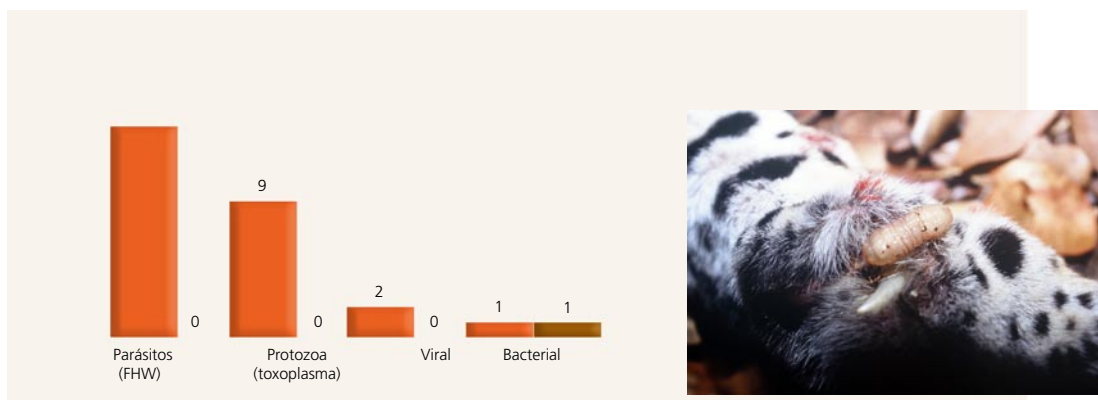 9
2
1
1
0
0
0
Parásitos
(FHW)
Protozoa
(toxoplasma)
Viral
Bacterial